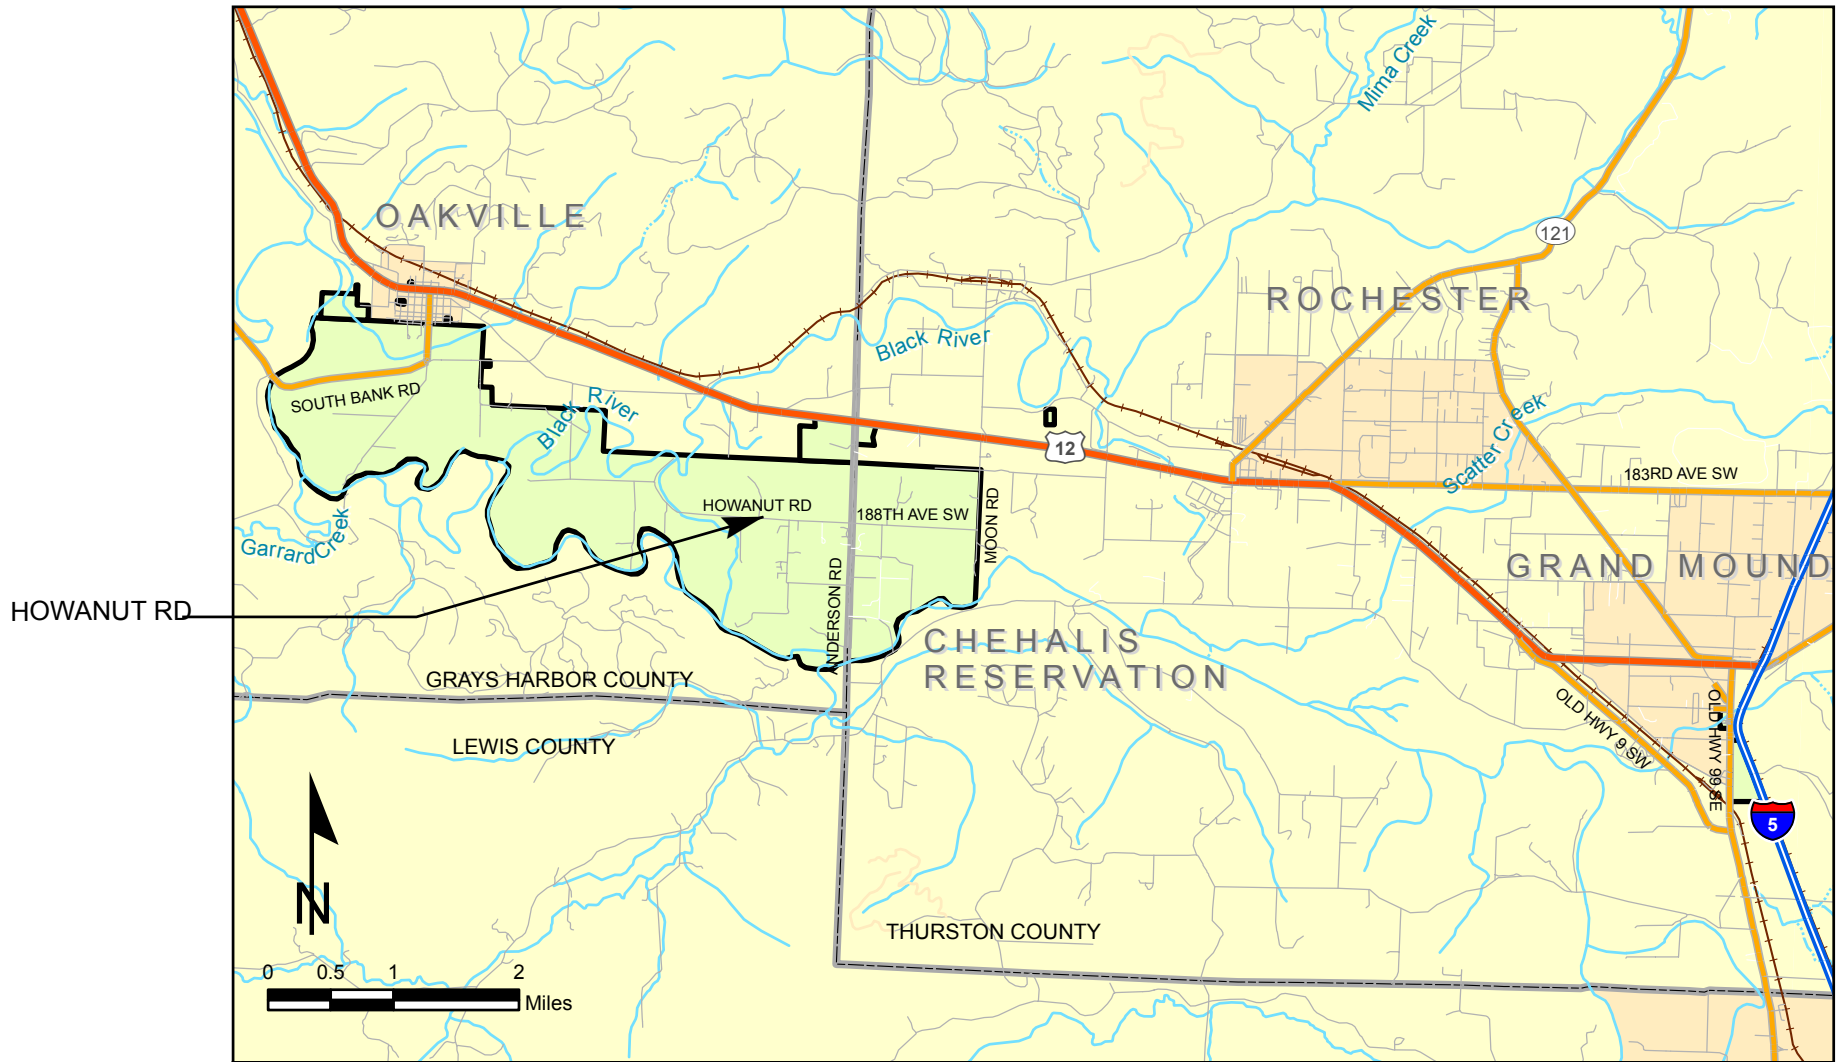 Mima Creek
OAKVILLE
121
ROCHESTER
Black River
SOUTH BANK RD
Black River
Scatter Creek
12
183RD AVE SW
HOWANUT RD
188TH AVE SW
MOON RD
Garrard Creek
GRAND MOUND
ANDERSON RD
HOWANUT RD
CHEHALIS
RESERVATION
GRAYS HARBOR COUNTY
OLD HWY 9 SW
OLD HWY 99 SE
LEWIS COUNTY
5
N
THURSTON COUNTY
0 0.5 1 2
Miles